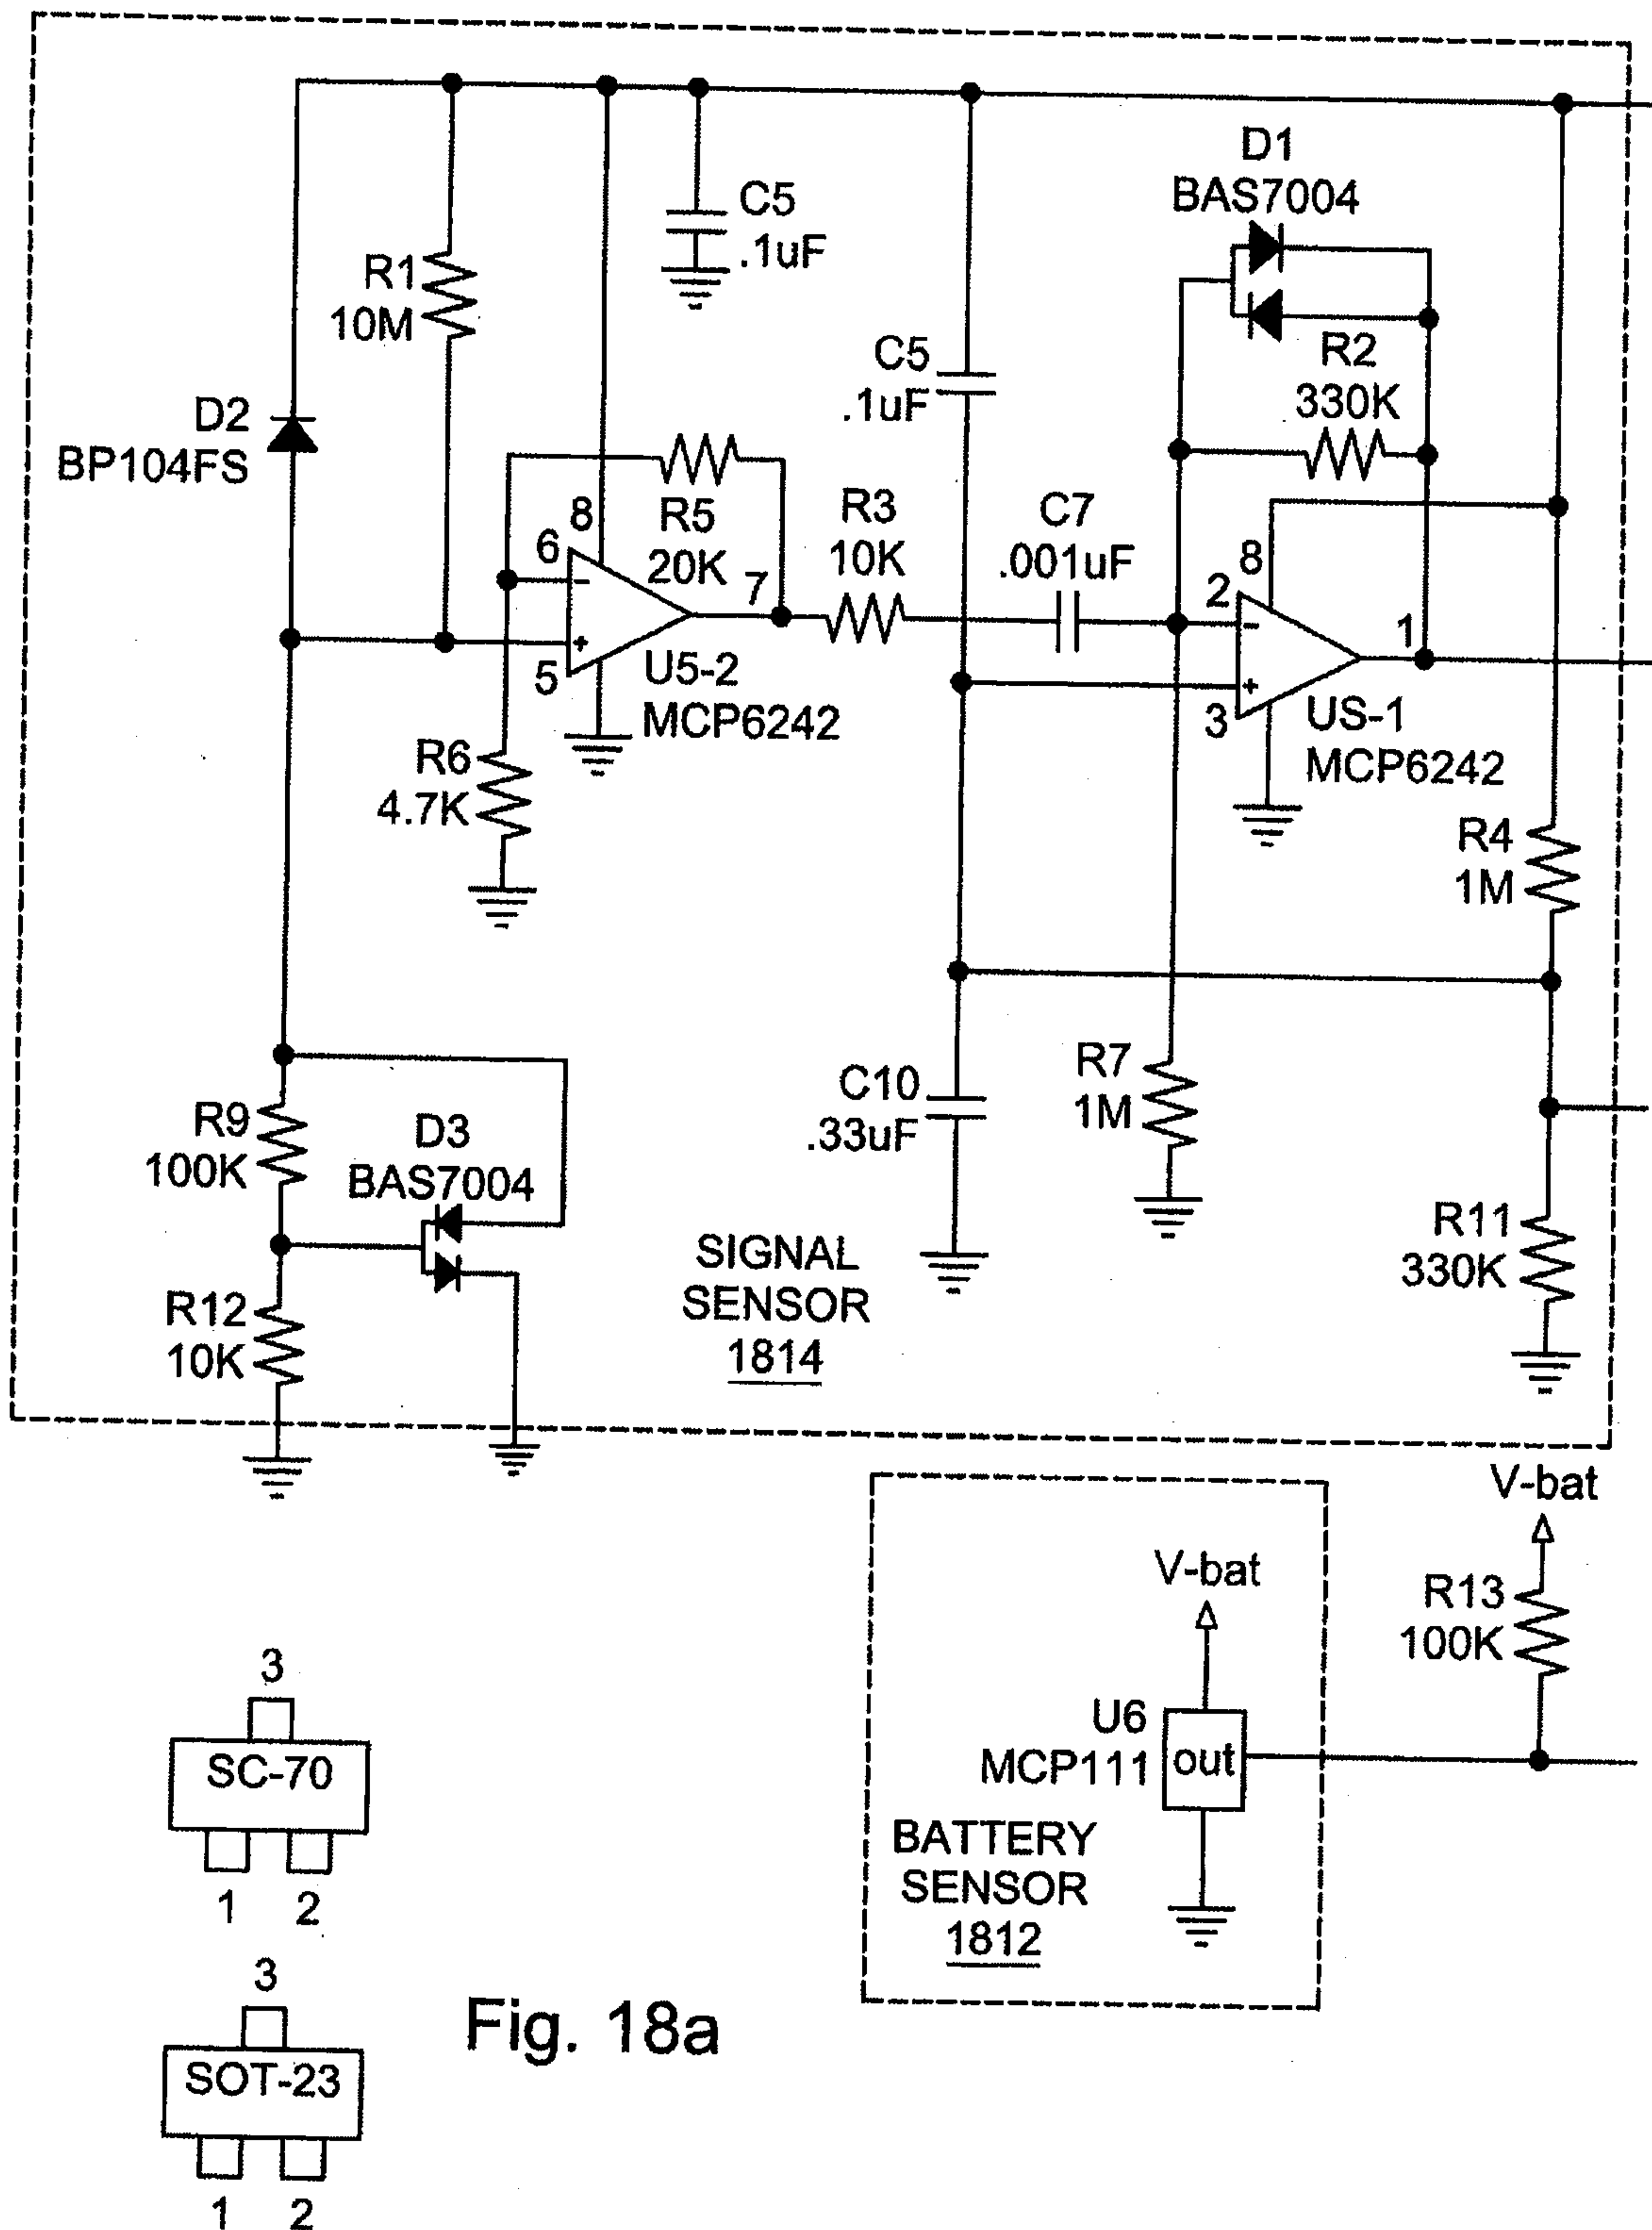 D1
BAS7004
C5
.1uF
R1
10M
C5
.1uF
R2
330K
D2
BP104FS
8
R5
20K
6
-
7
+
5
U5-2
MCP6242
R3
10K
C7
.001uF
8
2
-
1
+
3
US-1
MCP6242
R6
4.7K
R4
1M
R9
100K
D3
BAS7004
C10
.33uF
R7
1M
R11
330K
R12
10K
SIGNAL
SENSOR
1814
V-bat
R13
100K
V-bat
U6
MCP111
out
BATTERY
SENSOR
1812
3
SC-70
1 2
3
SOT-23
1 2
Fig. 18a